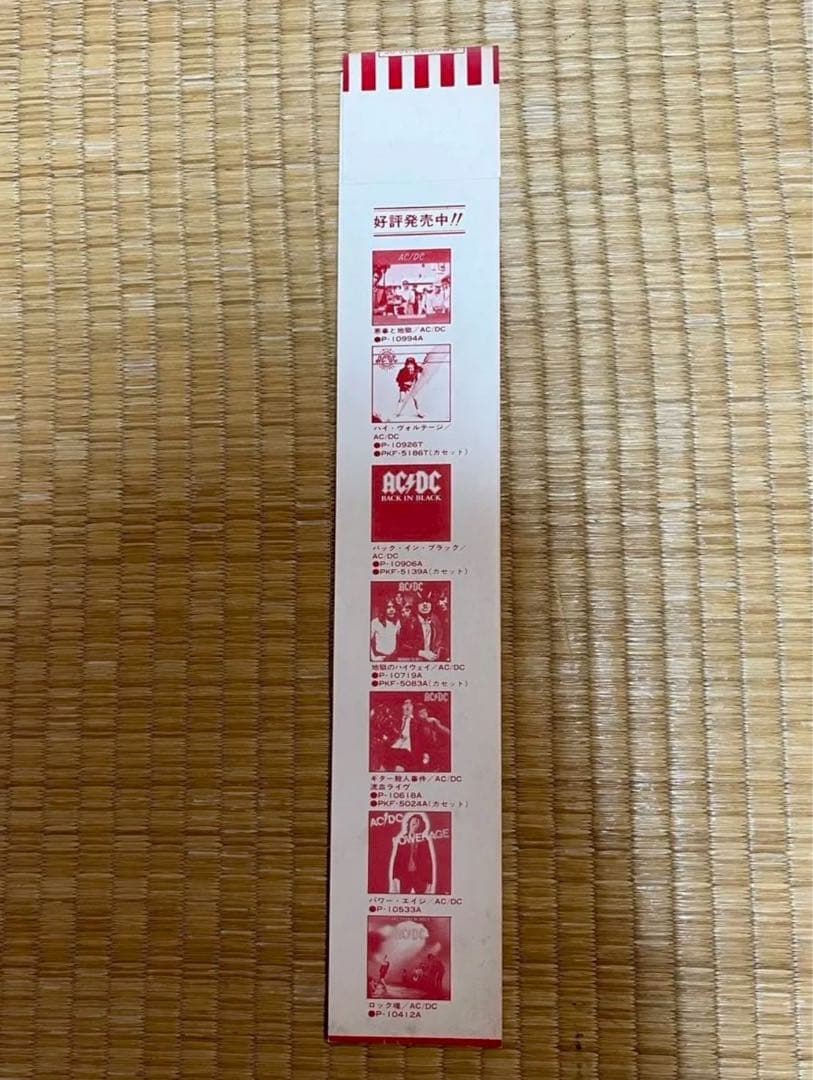 好評発売中!!
AC/DC
悪事と地獄/AC/DC
●P-10994A
ハイ・ヴォルテージ/
AC/DC
●P-10926T
●PKF-5186T(カセット)
AC/DC
BACK IN BLACK
バック・イン・ブラック/
AC/DC
●P-10906A
●PKF-5139A(カセット)
AC/DC
地獄のハイウェイ/AC/DC
●P-10719A
●PKF-5083A(カセット)
AC/DC
ギター殺人事件/AC/DC
流血ライヴ
●P-10618A
●PKF-5024A(カセット)
AC/DC
POWERAGE
パワー・エイジ/AC/DC
●P-10533A
AC/DC
ロック魂/AC/DC
●P-10412A